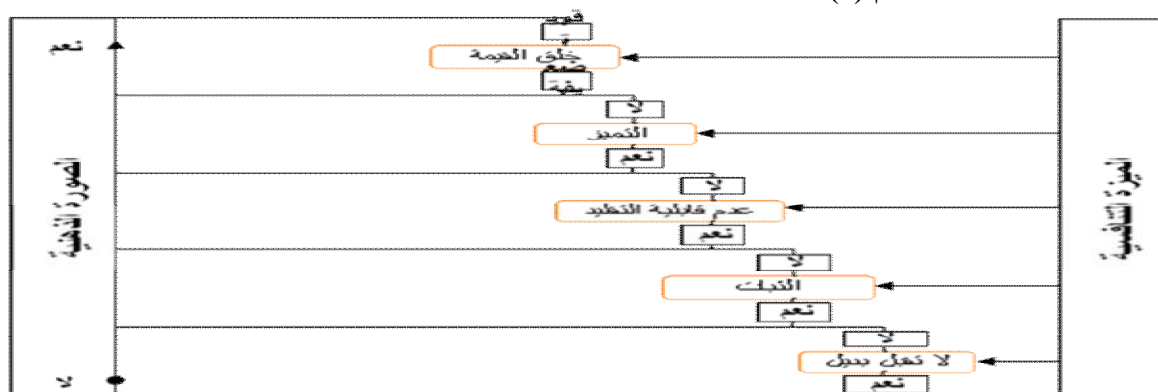 (
قوية
نعم
خلق القيمة
ضعيفة
لا
التميز
نعم
لا
عدم قابلية التقليد
نعم
لا
الثبات
نعم
لا
لا تقبل بديل
نعم
الميزة التنافسية
الصورة الذهنية
لا